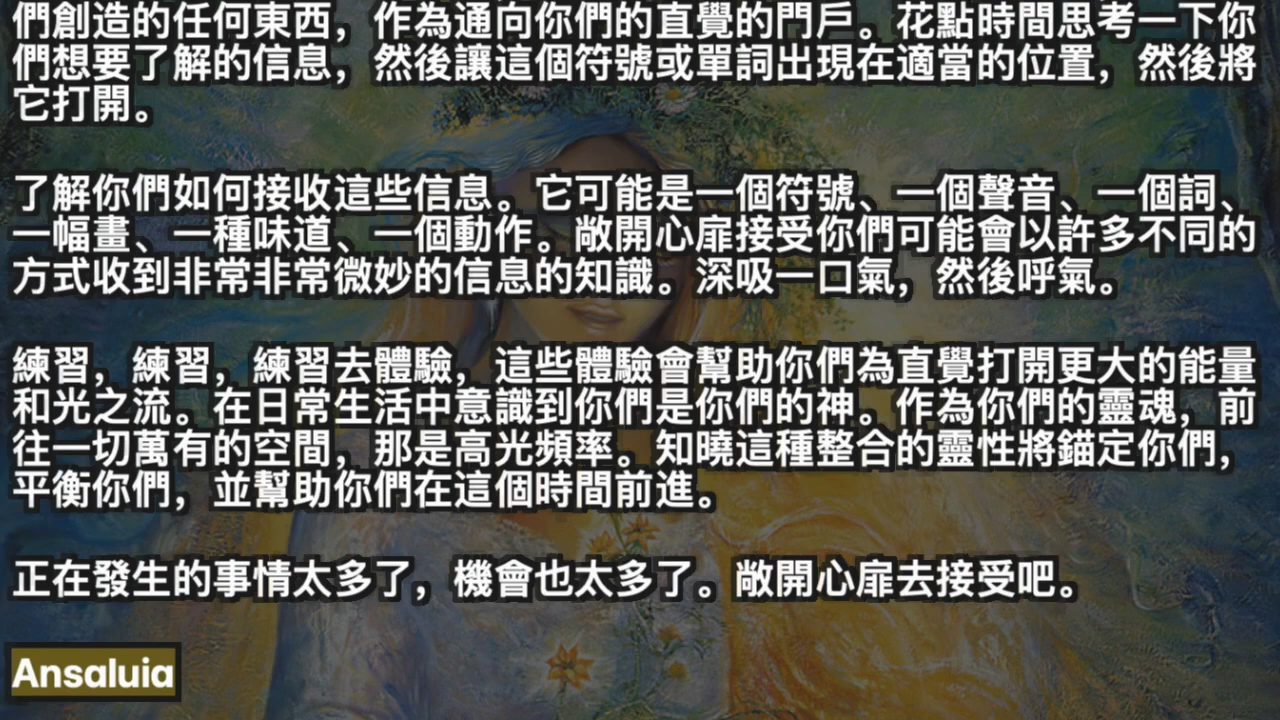 們創造的任何東西，作為通向你們的直覺的門戶。花點時間思考一下你
們想要了解的信息，然後讓這個符號或單詞出現在適當的位置，然後將
它打開。
了解你們如何接收這些信息。它可能是一個符號、一個聲音、一個詞、
一幅畫、一種味道、一個動作。敞開心扉接受你們可能會以許多不同的
方式收到非常非常微妙的信息的知識。深吸一口氣，然後呼氣。
練習，練習，練習去體驗，這些體驗會幫助你們為直覺打開更大的能量
和光之流。在日常生活中意識到你們是你們的神。作為你們的靈魂，前
往一切萬有的空間，那是高光頻率。知曉這種整合的靈性將錨定你們，
平衡你們，並幫助你們在這個時間前進。
正在發生的事情太多了，機會也太多了。敞開心扉去接受吧。
Ansaluia